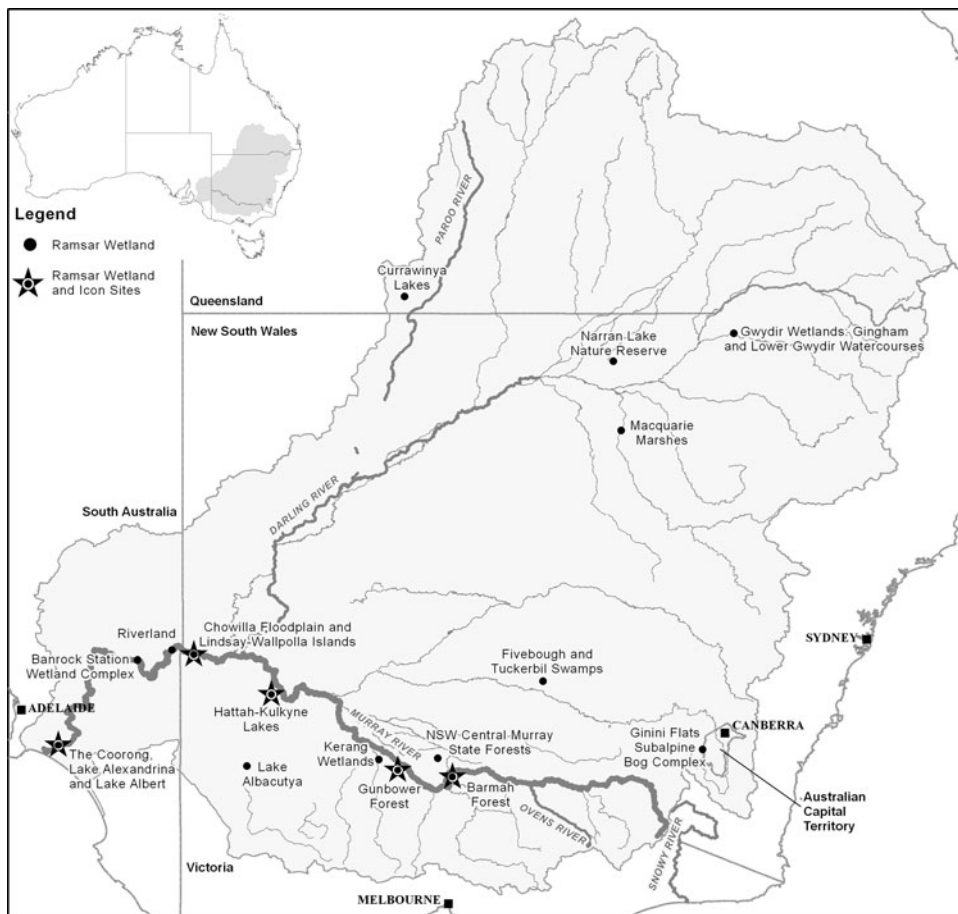 Legend
Ramsar Wetland
Ramsar Wetland
and Icon Sites
PAROO RIVER
Currawinya
Lakes
Queensland
New South Wales
Narran Lake
Nature Reserve
Gwydir Wetlands: Gingham
and Lower Gwydir Watercourses
Macquarie
Marshes
DARLING RIVER
South Australia
Riverland
Chowilla Floodplain and
Lindsay-Wallpolla Islands
Banrock Station
Wetland Complex
SYDNEY
Fivebough and
Tuckerbil Swamps
ADELAIDE
Hattah-Kulkyne
Lakes
MURRAY RIVER
CANBERRA
The Coorong,
Lake Alexandrina
and Lake Albert
Lake
Albacutya
Kerang
Wetlands
NSW Central Murray
State Forests
Ginini Flats
Subalpine
Bog Complex
Gunbower
Forest
Barmah
Forest
OVENS RIVER
Australian
Capital
Territory
SNOWY RIVER
Victoria
MELBOURNE